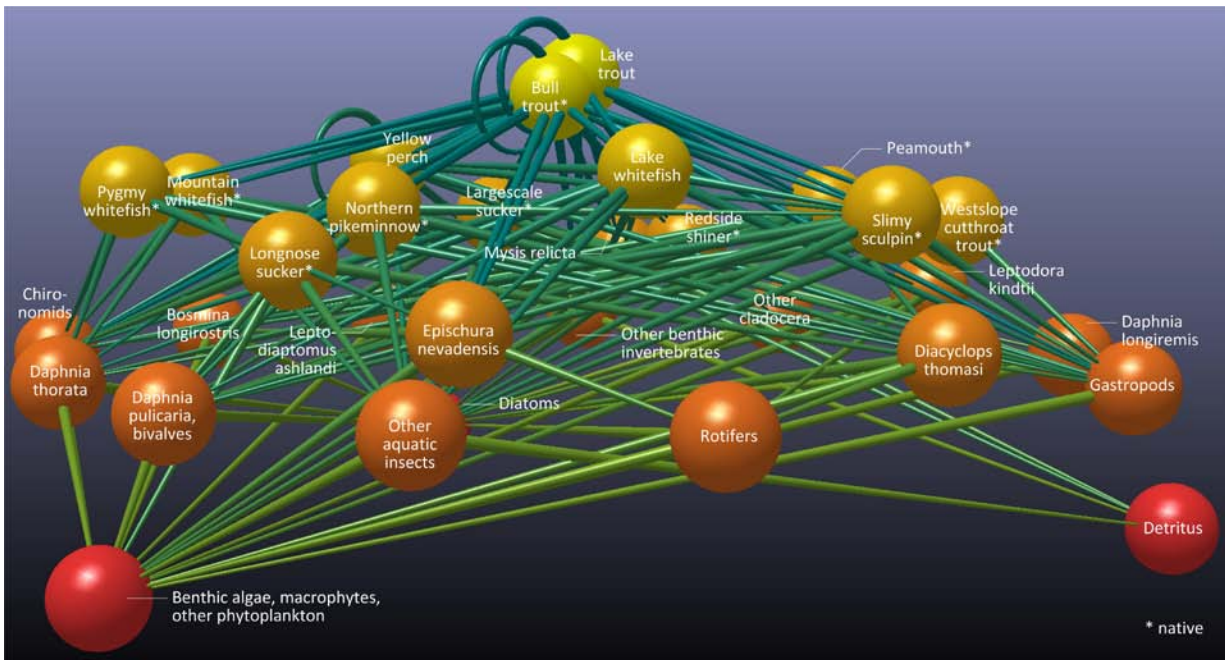 Lake
trout
Bull
trout*
Yellow
perch
Lake
whitefish
Peamouth*
Pygmy
whitefish*
Mountain
whitefish*
Northern
pikeminnow*
Largescale
sucker*
Redside
shiner*
Slimy
sculpin*
Westslope
cutthroat
trout*
Longnose
sucker*
Mysis relicta
Leptodora
kindtii
Chiro-
nomids
Bosmina
longirostris
Lepto-
diaptomus
ashlandi
Epischura
nevadensis
Other benthic
invertebrates
Other
cladocera
Diacyclops
thomasi
Daphnia
longiremis
Daphnia
thorata
Daphnia
pulicaria,
bivalves
Other
aquatic
insects
Diatoms
Rotifers
Gastropods
Detritus
Benthic algae, macrophytes,
other phytoplankton
* native